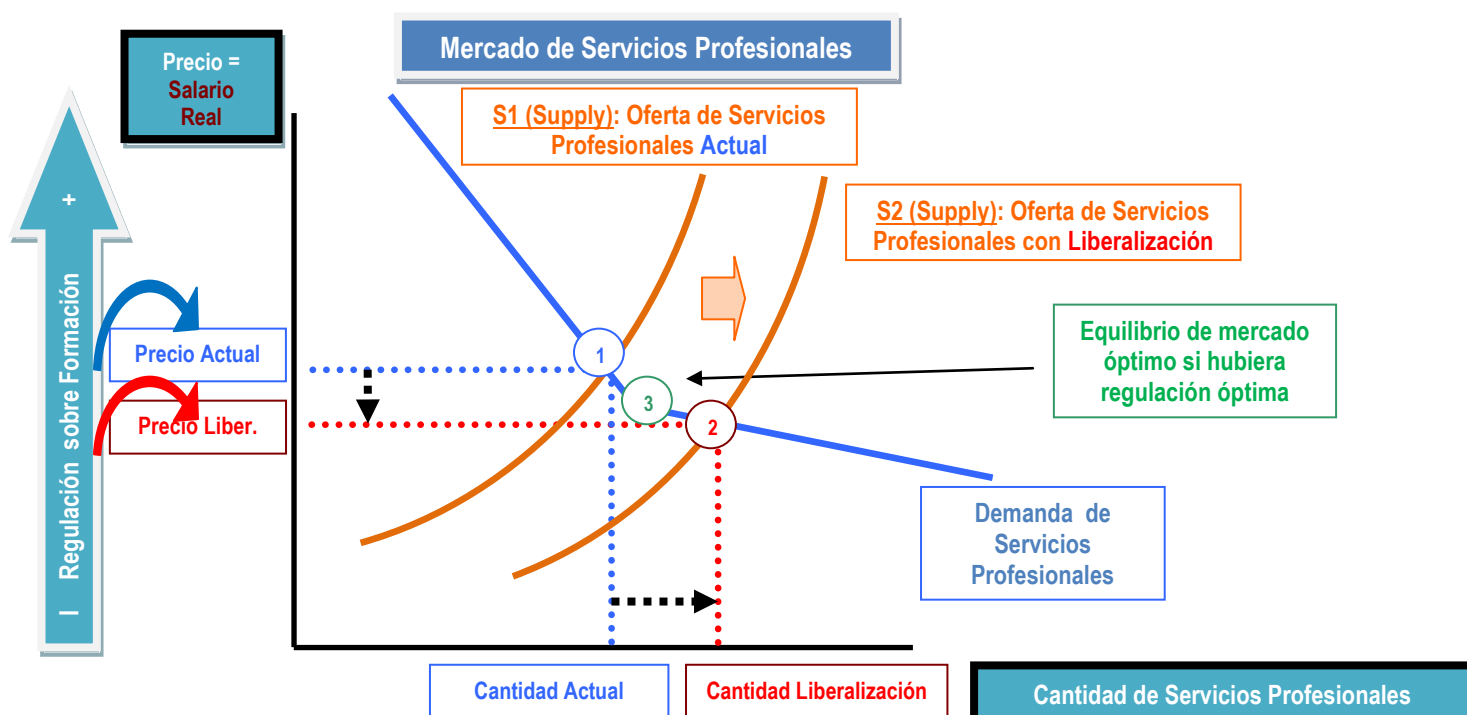 Mercado de Servicios Profesionales
Precio =
Salario
Real
S1 (Supply): Oferta de Servicios
Profesionales Actual
S2 (Supply): Oferta de Servicios
Profesionales con Liberalización
+
I Regulación sobre Formación
Precio Actual
Precio Liber.
1
3
2
Equilibrio de mercado
óptimo si hubiera
regulación óptima
Demanda de
Servicios
Profesionales
Cantidad Actual
Cantidad Liberalización
Cantidad de Servicios Profesionales